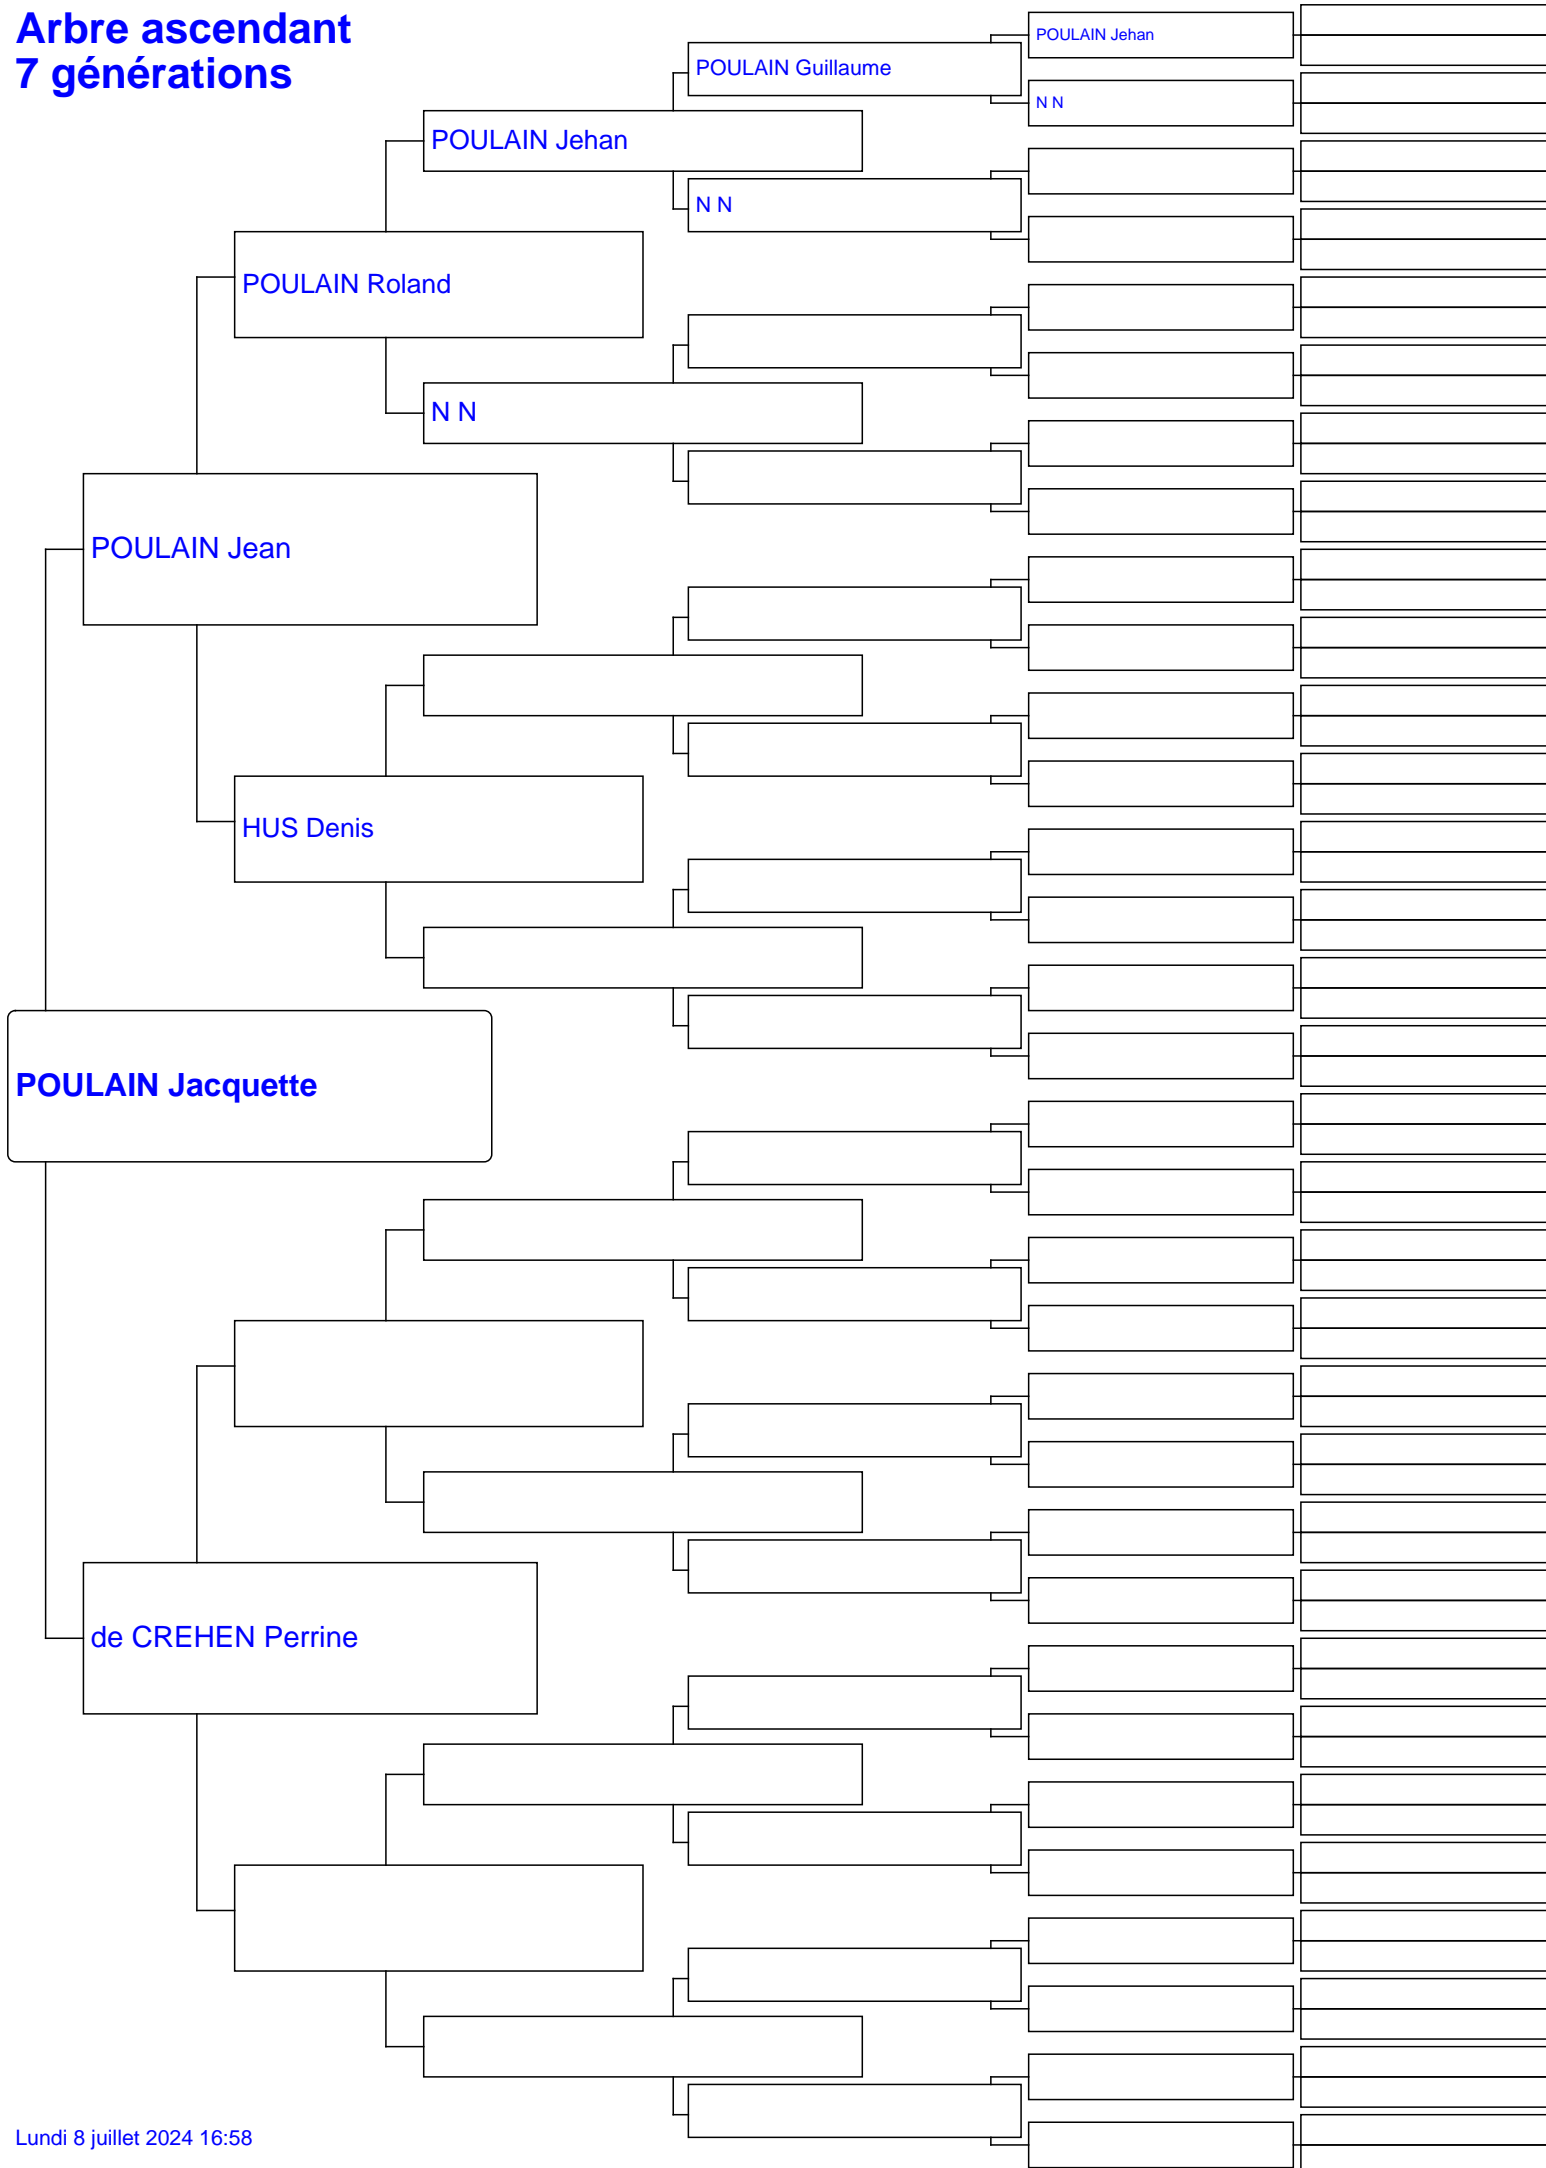 Arbre ascendant
7 générations
POULAIN Jehan
POULAIN Guillaume
N N
POULAIN Jehan
N N
POULAIN Roland
N N
POULAIN Jean
HUS Denis
POULAIN Jacquette
de CREHEN Perrine
Lundi 8 juillet 2024 16:58